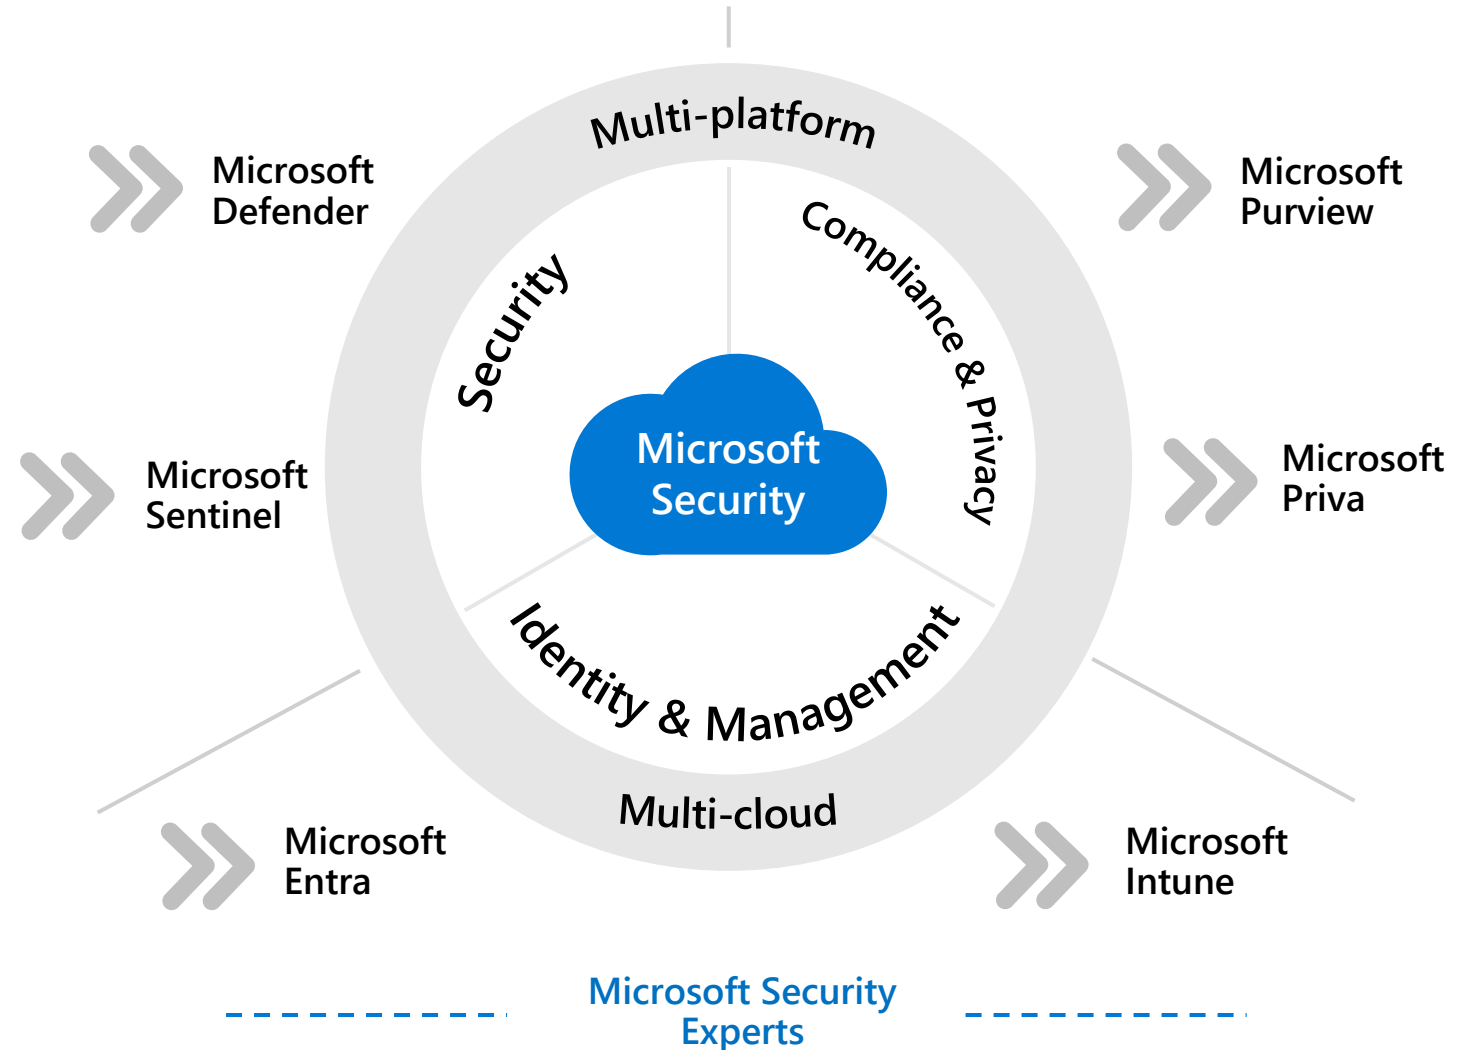 Multi-platform
Microsoft
Defender
Microsoft
Purview
Security
Compliance & Privacy
Microsoft
Security
Microsoft
Sentinel
Microsoft
Priva
Identity & Management
Multi-cloud
Microsoft
Entra
Microsoft
Intune
Microsoft Security
Experts